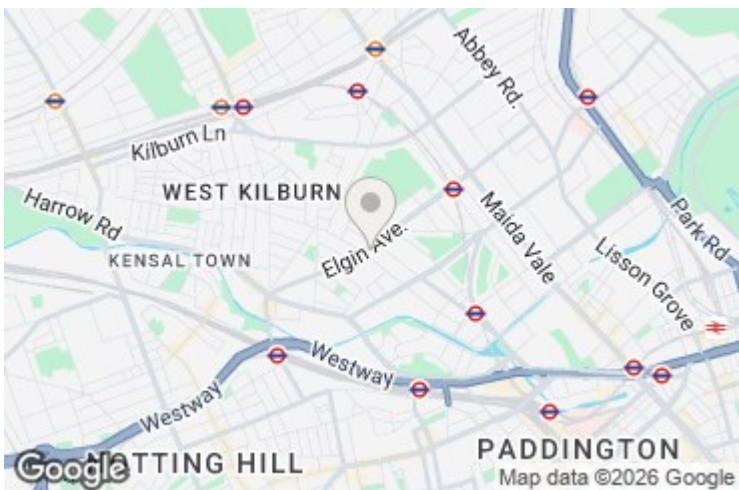 Abbey Rd.
Kilburn Ln
WEST KILBURN
Harrow Rd
Maida Vale
Park Rd
Elgin Ave.
KENSAL TOWN
Lisson Grove
Westway
Westway
NOTTING HILL
PADDINGTON
Google
Map data ©2026 Google